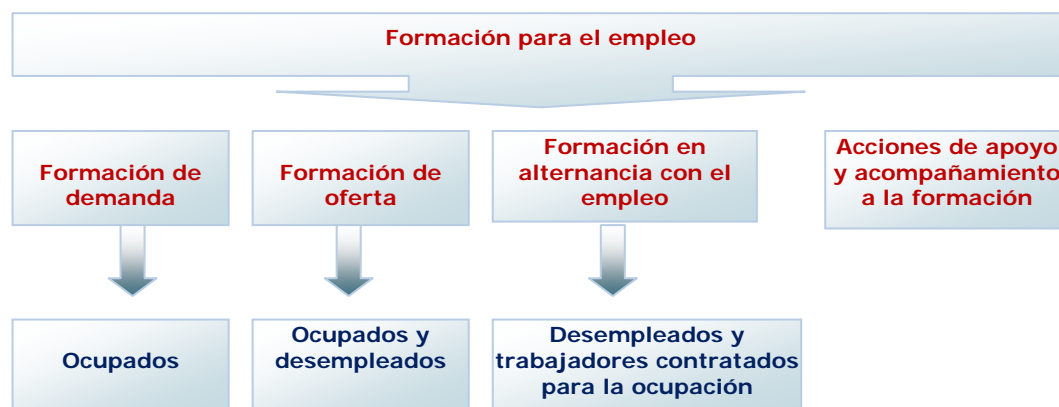 Formación para el empleo
Formación de
demanda
Formación de
oferta
Formación en
alternancia con el
empleo
Acciones de apoyo
y acompañamiento
a la formación
Ocupados
Ocupados y
desempleados
Desempleados y
trabajadores contratados
para la ocupación